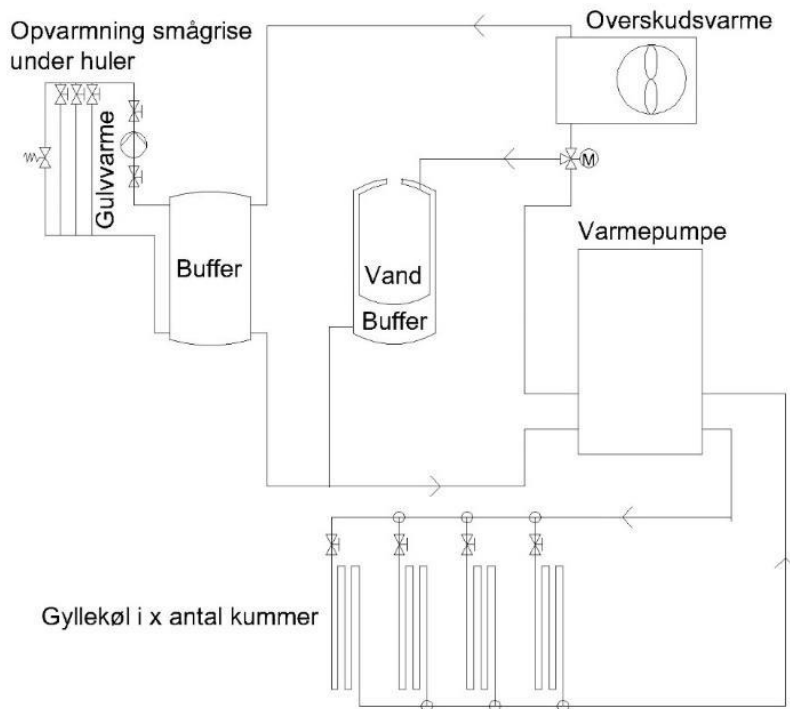 Opvarmning smågrise
under huler
Overskudsvarme
Gulvvarme
M
Varmepumpe
Buffer
Vand
Buffer
Gyllekøl i x antal kummer